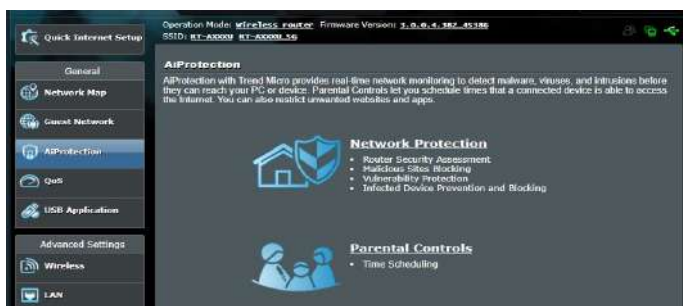 Quick Internet Setup
General
Network Map
Guest Network
AiProtection
QoS
USB Application
Advanced Settings
Wireless
LAN
Operation Mode: Wireless router Firmware Version: 3.0.0.4.382_45386
SSID: RT-AXXXU RT-AXXXU_5G
AiProtection
AiProtection with Trend Micro provides real-time network monitoring to detect malware, viruses, and intrusions before
they can reach your PC or device. Parental Controls let you schedule times that a connected device is able to access
the Internet. You can also restrict unwanted websites and apps.
Network Protection
• Router Security Assessment
• Malicious Sites Blocking
• Vulnerability Protection
• Infected Device Prevention and Blocking
Parental Controls
• Time Scheduling